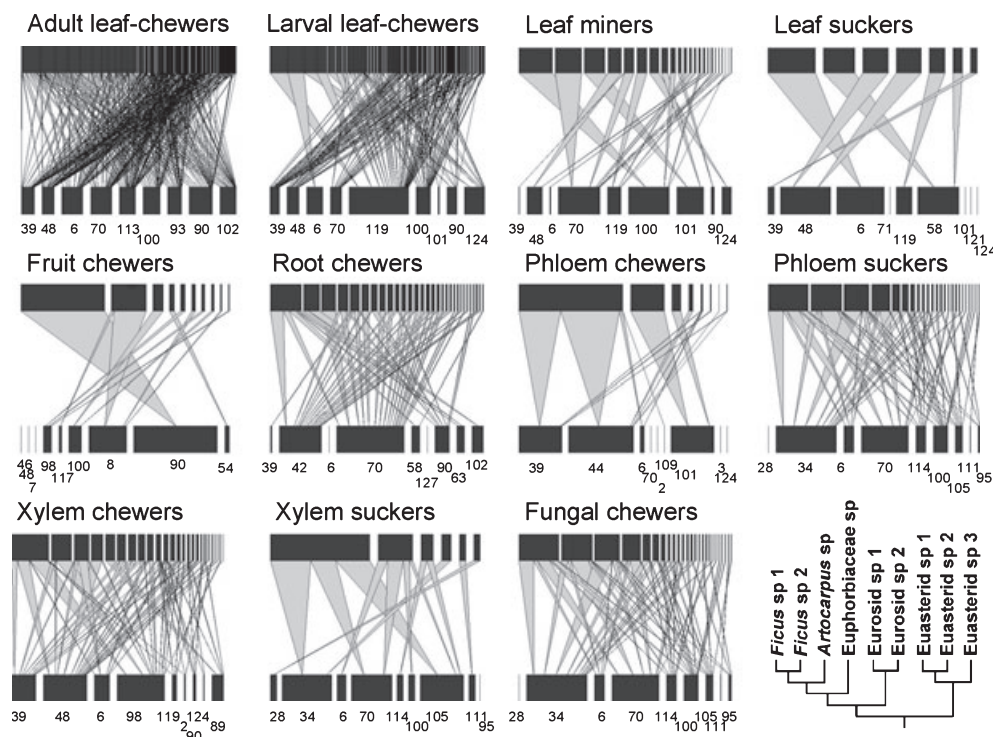 Adult leaf-chewers
39 48 6 70 113 100 93 90 102
Larval leaf-chewers
39 48 6 70 119 100 101 90 124
Leaf miners
39 48 6 70 119 100 101 90 124
Leaf suckers
39 48 6 71 119 58 101 121 124
Fruit chewers
46 48 7 98 117 100 8 90 54
Root chewers
39 42 6 70 58 127 90 63 102
Phloem chewers
39 44 6 70 2 109 101 3 124
Phloem suckers
28 34 6 70 114 100 105 111 95
Xylem chewers
39 48 6 98 119 2 90 124 89
Xylem suckers
28 34 6 70 114 100 105 111 95
Fungal chewers
28 34 6 70 114 100 105 111 95
Ficus sp 1
Ficus sp 2
Artocarpus sp
Euphorbiaceae sp
Eurosid sp 1
Eurosid sp 2
Euasterid sp 1
Euasterid sp 2
Euasterid sp 3